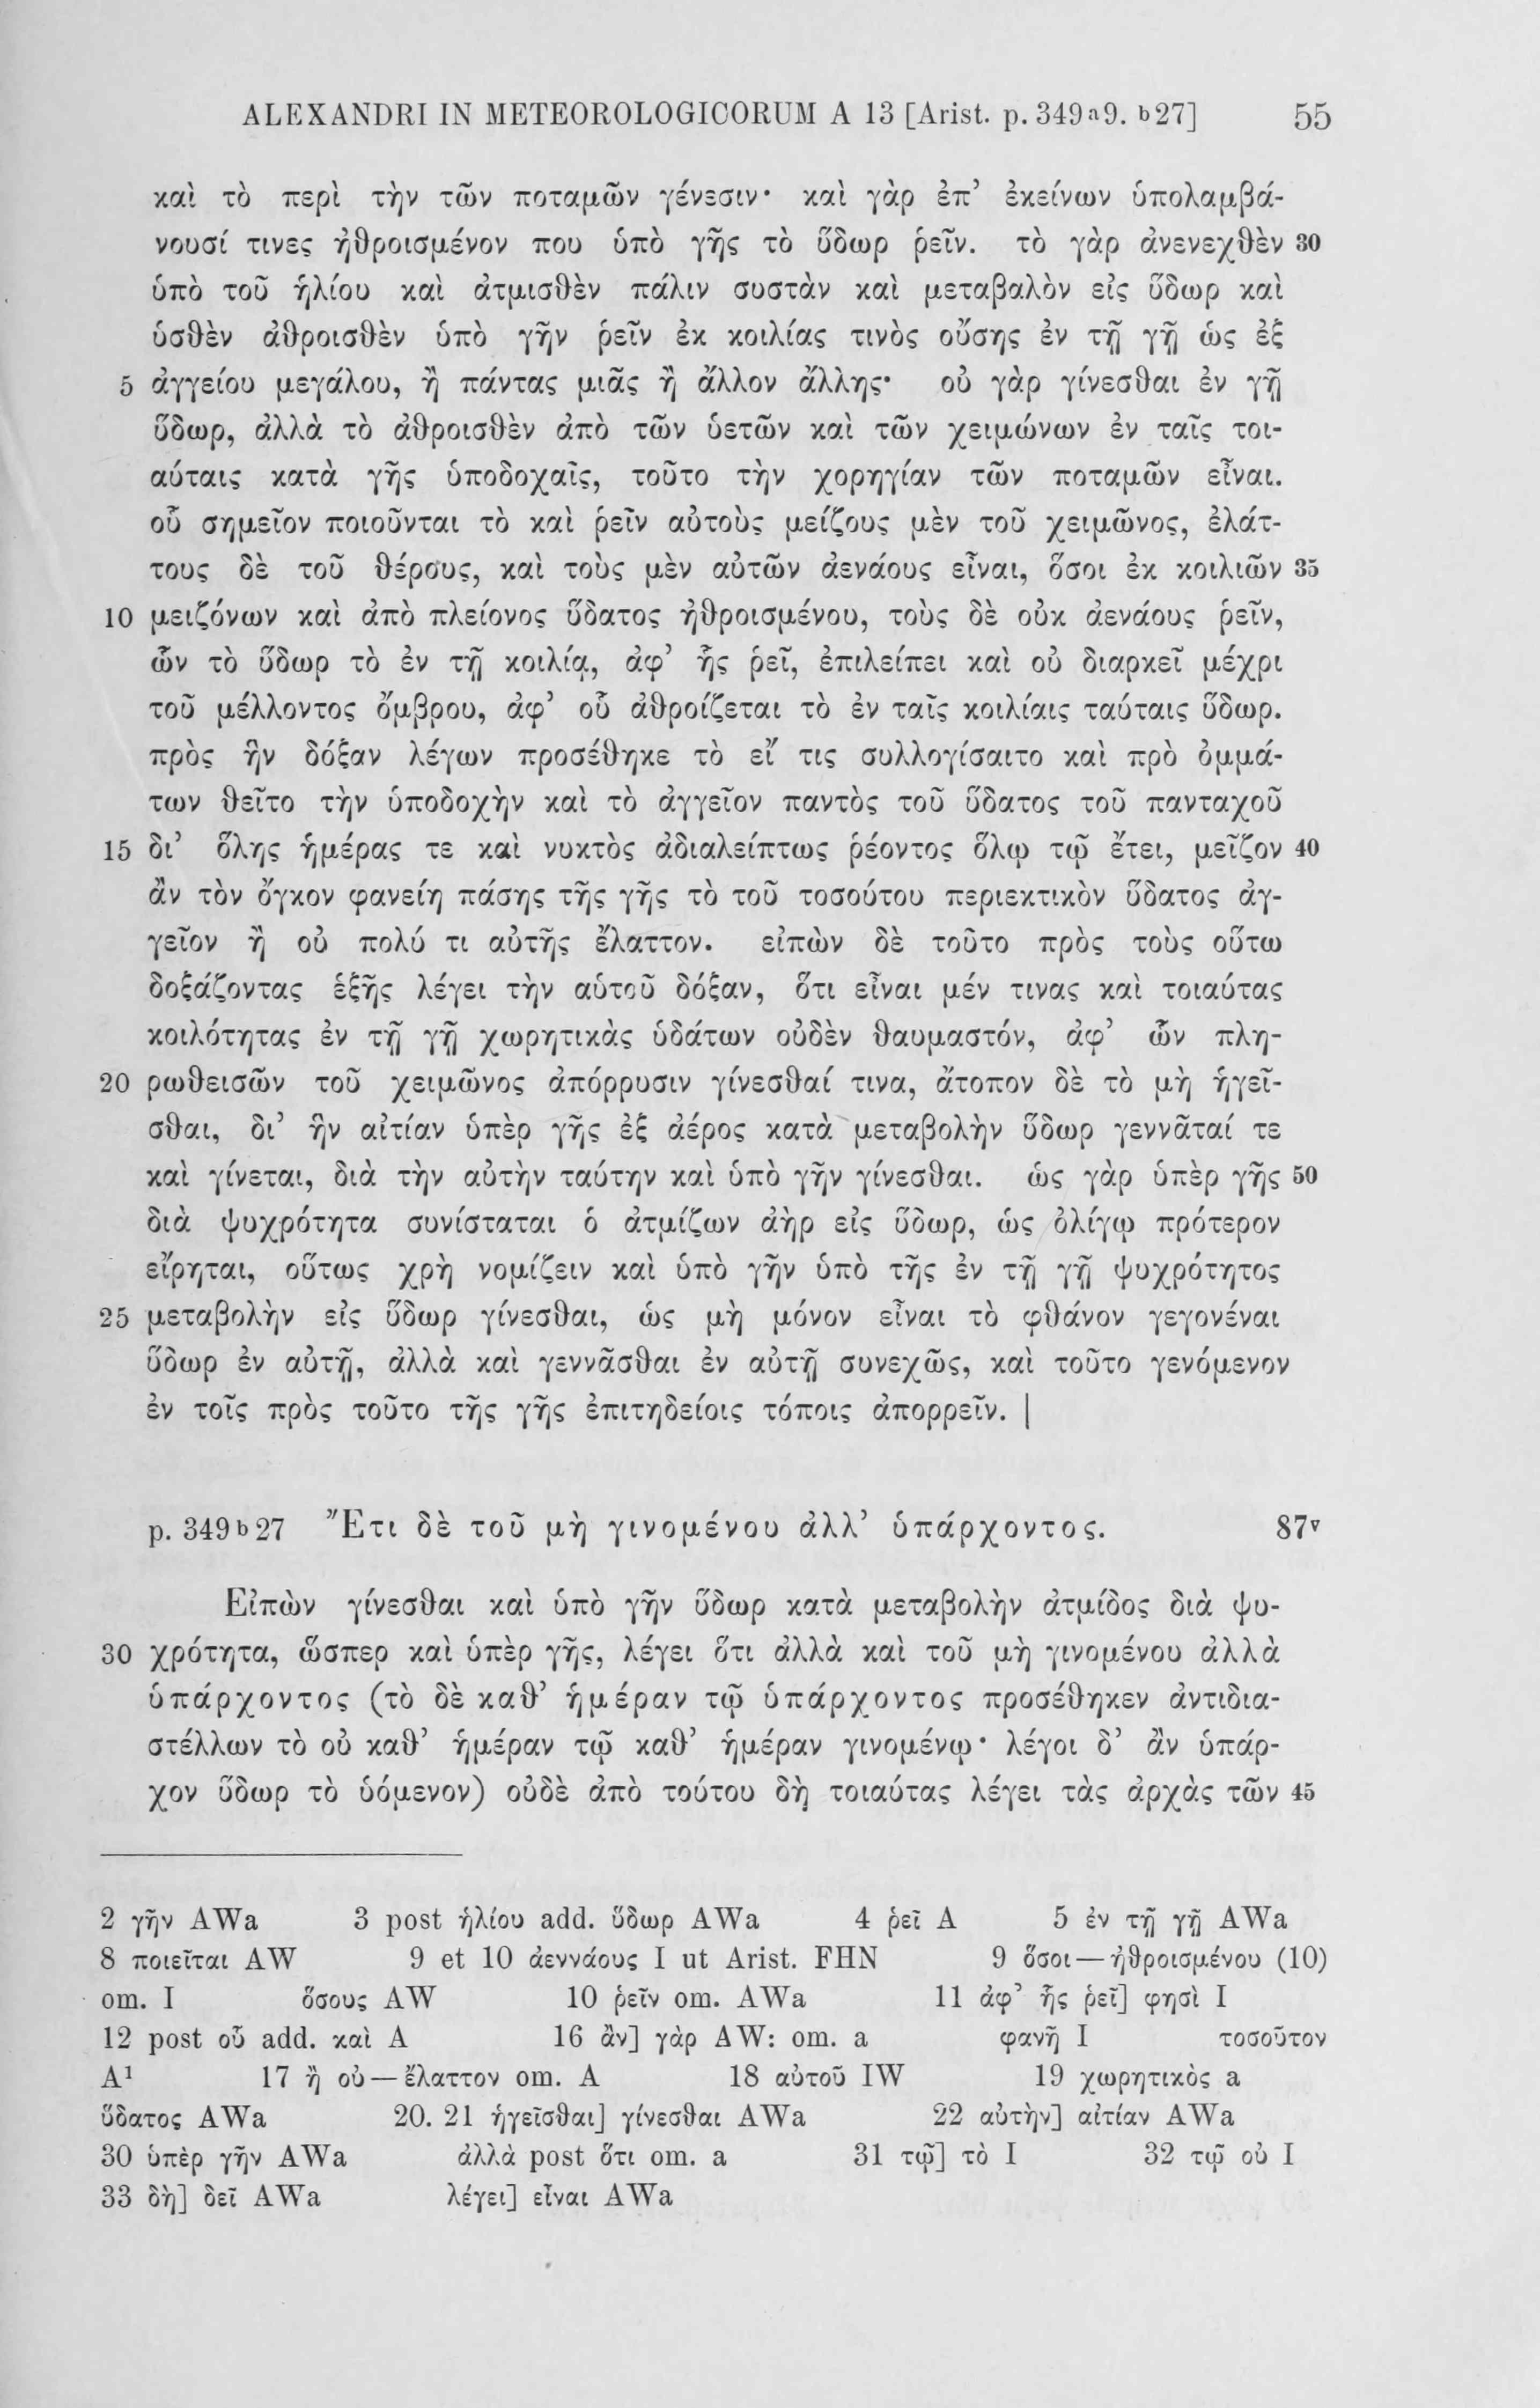 ALEXANDRI IN METEOROLOGICORUM A 13 [Arist. p. 349a9. b27] 55
καὶ τὸ περὶ τὴν τῶν ποταμῶν γένεσιν· καὶ γὰρ ἐπ’ ἐκείνων ὑπολαμβά-
νουσί τινες ἠθροισμένον που ὑπὸ γῆς τὸ ὕδωρ ῥεῖν. τὸ γὰρ ἀνενεχθὲν 30
ὑπὸ τοῦ ἡλίου καὶ ἀτμισθὲν πάλιν συστὰν καὶ μεταβαλὸν εἰς ὕδωρ καὶ
ὑσθὲν ἀθροισθὲν ὑπὸ γῆν ῥεῖν ἐκ κοιλίας τινὸς οὔσης ἐν τῇ γῇ ὡς ἐξ
5 ἀγγείου μεγάλου, ἢ πάντας μιᾶς ἢ ἄλλον ἄλλης· οὐ γὰρ γίνεσθαι ἐν γῇ
ὕδωρ, ἀλλὰ τὸ ἀθροισθὲν ἀπὸ τῶν ὑετῶν καὶ τῶν χειμώνων ἐν ταῖς τοι-
αύταις κατὰ γῆς ὑποδοχαῖς, τοῦτο τὴν χορηγίαν τῶν ποταμῶν εἶναι.
οὗ σημεῖον ποιοῦνται τὸ καὶ ῥεῖν αὐτοὺς μείζους μὲν τοῦ χειμῶνος, ἐλάτ-
τους δὲ τοῦ θέρους, καὶ τοὺς μὲν αὐτῶν ἀενάους εἶναι, ὅσοι ἐκ κοιλιῶν 35
10 μειζόνων καὶ ἀπὸ πλείονος ὕδατος ἠθροισμένου, τοὺς δὲ οὐκ ἀενάους ῥεῖν,
ὧν τὸ ὕδωρ τὸ ἐν τῇ κοιλίᾳ, ἀφ’ ἧς ῥεῖ, ἐπιλείπει καὶ οὐ διαρκεῖ μέχρι
τοῦ μέλλοντος ὄμβρου, ἀφ’ οὗ ἀθροίζεται τὸ ἐν ταῖς κοιλίαις ταύταις ὕδωρ.
πρὸς ἣν δόξαν λέγων προσέθηκε τὸ εἴ τις συλλογίσαιτο καὶ πρὸ ὀμμά-
των θεῖτο τὴν ὑποδοχὴν καὶ τὸ ἀγγεῖον παντὸς τοῦ ὕδατος τοῦ πανταχοῦ
15 δι’ ὅλης ἡμέρας τε καὶ νυκτὸς ἀδιαλείπτως ῥέοντος ὅλῳ τῷ ἔτει, μεῖζον 40
ἂν τὸν ὄγκον φανείη πάσης τῆς γῆς τὸ τοῦ τοσούτου περιεκτικὸν ὕδατος ἀγ-
γεῖον ἢ οὐ πολύ τι αὐτῆς ἔλαττον. εἰπὼν δὲ τοῦτο πρὸς τοὺς οὕτω
δοξάζοντας ἑξῆς λέγει τὴν αὑτοῦ δόξαν, ὅτι εἶναι μέν τινας καὶ τοιαύτας
κοιλότητας ἐν τῇ γῇ χωρητικὰς ὑδάτων οὐδὲν θαυμαστόν, ἀφ’ ὧν πλη-
20 ρωθεισῶν τοῦ χειμῶνος ἀπόρρυσιν γίνεσθαί τινα, ἄτοπον δὲ τὸ μὴ ἡγεῖ-
σθαι, δι’ ἣν αἰτίαν ὑπὲρ γῆς ἐξ ἀέρος κατὰ μεταβολὴν ὕδωρ γεννᾶταί τε
καὶ γίνεται, διὰ τὴν αὐτὴν ταύτην καὶ ὑπὸ γῆν γίνεσθαι. ὡς γὰρ ὑπὲρ γῆς 50
διὰ ψυχρότητα συνίσταται ὁ ἀτμίζων ἀὴρ εἰς ὕδωρ, ὡς ὀλίγῳ πρότερον
εἴρηται, οὕτως χρὴ νομίζειν καὶ ὑπὸ γῆν ὑπὸ τῆς ἐν τῇ γῇ ψυχρότητος
25 μεταβολὴν εἰς ὕδωρ γίνεσθαι, ὡς μὴ μόνον εἶναι τὸ φθάνον γεγονέναι
ὕδωρ ἐν αὐτῇ, ἀλλὰ καὶ γεννᾶσθαι ἐν αὐτῇ συνεχῶς, καὶ τοῦτο γενόμενον
ἐν τοῖς πρὸς τοῦτο τῆς γῆς ἐπιτηδείοις τόποις ἀπορρεῖν. |
p. 349b27 Ἔτι δὲ τοῦ μὴ γινομένου ἀλλ’ ὑπάρχοντος. 87v
Εἰπὼν γίνεσθαι καὶ ὑπὸ γῆν ὕδωρ κατὰ μεταβολὴν ἀτμίδος διὰ ψυ-
30 χρότητα, ὥσπερ καὶ ὑπὲρ γῆς, λέγει ὅτι ἀλλὰ καὶ τοῦ μὴ γινομένου ἀλλὰ
ὑπάρχοντος (τὸ δὲ καθ’ ἡμέραν τῷ ὑπάρχοντος προσέθηκεν ἀντιδια-
στέλλων τὸ οὐ καθ’ ἡμέραν τῷ καθ’ ἡμέραν γινομένῳ· λέγοι δ’ ἂν ὑπάρ-
χον ὕδωρ τὸ ὑόμενον) οὐδὲ ἀπὸ τούτου δὴ τοιαύτας λέγει τὰς ἀρχὰς τῶν 45
2 γῆν AWa 3 post ἡλίου add. ὕδωρ AWa 4 ῥεῖ A 5 ἐν τῇ γῇ AWa
8 ποιεῖται AW 9 et 10 ἀεννάους I ut Arist. FHN 9 ὅσοι — ἠθροισμένου (10)
om. I ὅσους AW 10 ῥεῖν om. AWa 11 ἀφ’ ἧς ῥεῖ] φησὶ I
12 post οὗ add. καὶ A 16 ἂν] γὰρ AW: om. a φανῆ I τοσοῦτον
A¹ 17 ἢ οὐ — ἔλαττον om. A 18 αὐτοῦ IW 19 χωρητικὸς a
ὕδατος AWa 20. 21 ἡγεῖσθαι] γίνεσθαι AWa 22 αὐτὴν] αἰτίαν AWa
30 ὑπὲρ γῆν AWa ἀλλὰ post ὅτι om. a 31 τῷ] τὸ I 32 τῷ οὐ I
33 δὴ] δεῖ AWa λέγει] εἶναι AWa